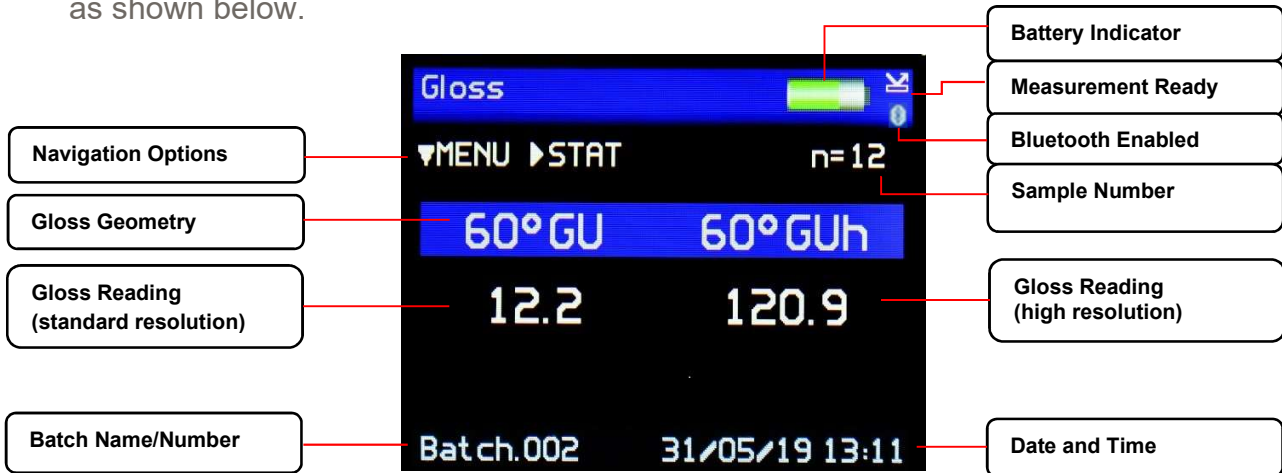 as shown below.
Battery Indicator
Gloss
Measurement Ready
Bluetooth Enabled
Navigation Options
MENU STAT
n=12
Sample Number
Gloss Geometry
60°GU 60°GUh
Gloss Reading
(standard resolution)
12.2 120.9
Gloss Reading
(high resolution)
Batch Name/Number
Batch.002 31/05/19 13:11
Date and Time